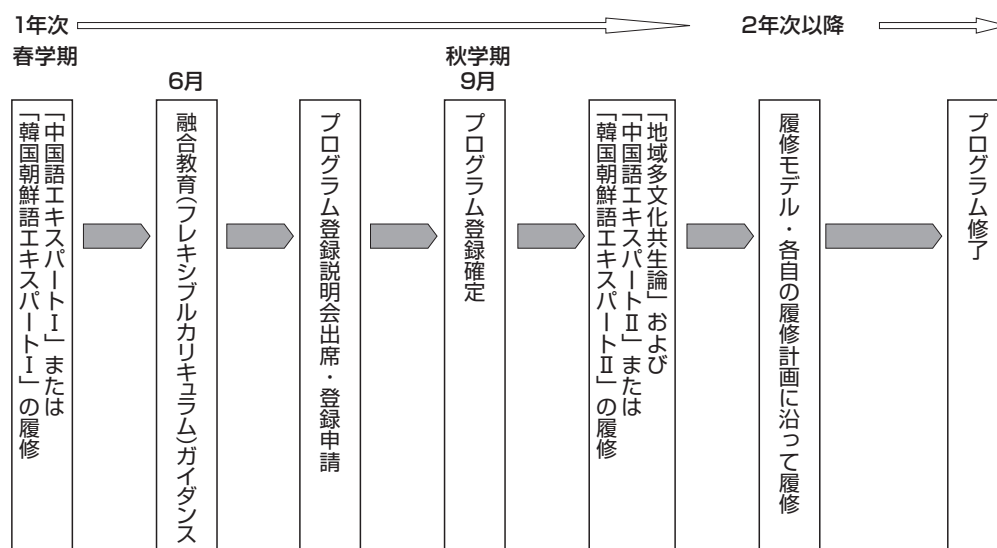 1年次
2年次以降
春学期
秋学期
6月
9月
「中国語エキスパートⅠ」または
「韓国朝鮮語エキスパートⅠ」の履修
融合教育(フレキシブルカリキュラム)ガイダンス
プログラム登録説明会出席・登録申請
プログラム登録確定
「地域多文化共生論」および
「中国語エキスパートⅡ」または
「韓国朝鮮語エキスパートⅡ」の履修
履修モデル・各自の履修計画に沿って履修
プログラム修了